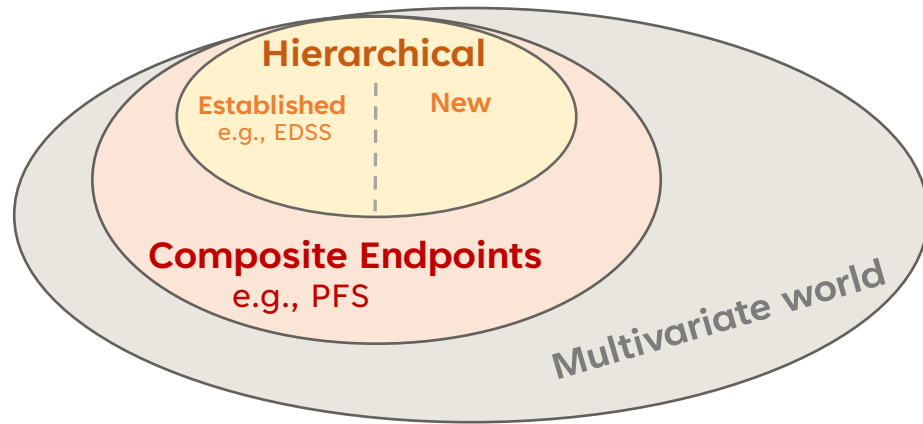 Hierarchical
Established
e.g., EDSS
New
Composite Endpoints
e.g., PFS
Multivariate world